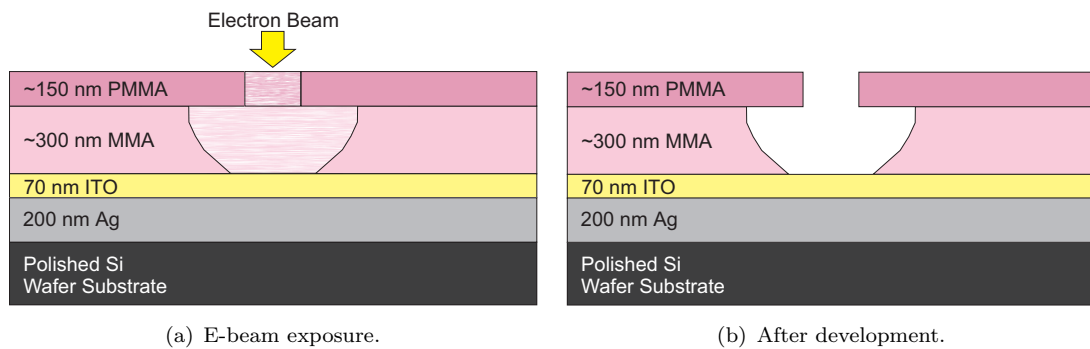 Electron Beam
~150 nm PMMA
~300 nm MMA
70 nm ITO
200 nm Ag
Polished Si
Wafer Substrate
(a) E-beam exposure.
~150 nm PMMA
~300 nm MMA
70 nm ITO
200 nm Ag
Polished Si
Wafer Substrate
(b) After development.